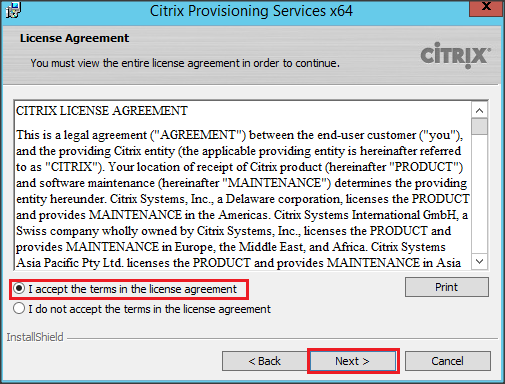 Citrix Provisioning Services x64
X
License Agreement
You must view the entire license agreement in order to continue.
CITRIX
CITRIX LICENSE AGREEMENT
This is a legal agreement ("AGREEMENT") between the end-user customer ("you"),
and the providing Citrix entity (the applicable providing entity is hereinafter referred
to as "CITRIX"). Your location of receipt of Citrix product (hereinafter "PRODUCT")
and software maintenance (hereinafter "MAINTENANCE") determines the providing
entity hereunder. Citrix Systems, Inc., a Delaware corporation, licenses the PRODUCT
and provides MAINTENANCE in the Americas. Citrix Systems International GmbH, a
Swiss company wholly owned by Citrix Systems, Inc., licenses the PRODUCT and
provides MAINTENANCE in Europe, the Middle East, and Africa. Citrix Systems
Asia Pacific Pty Ltd. licenses the PRODUCT and provides MAINTENANCE in Asia
I accept the terms in the license agreement
Print
I do not accept the terms in the license agreement
InstallShield
< Back
Next >
Cancel